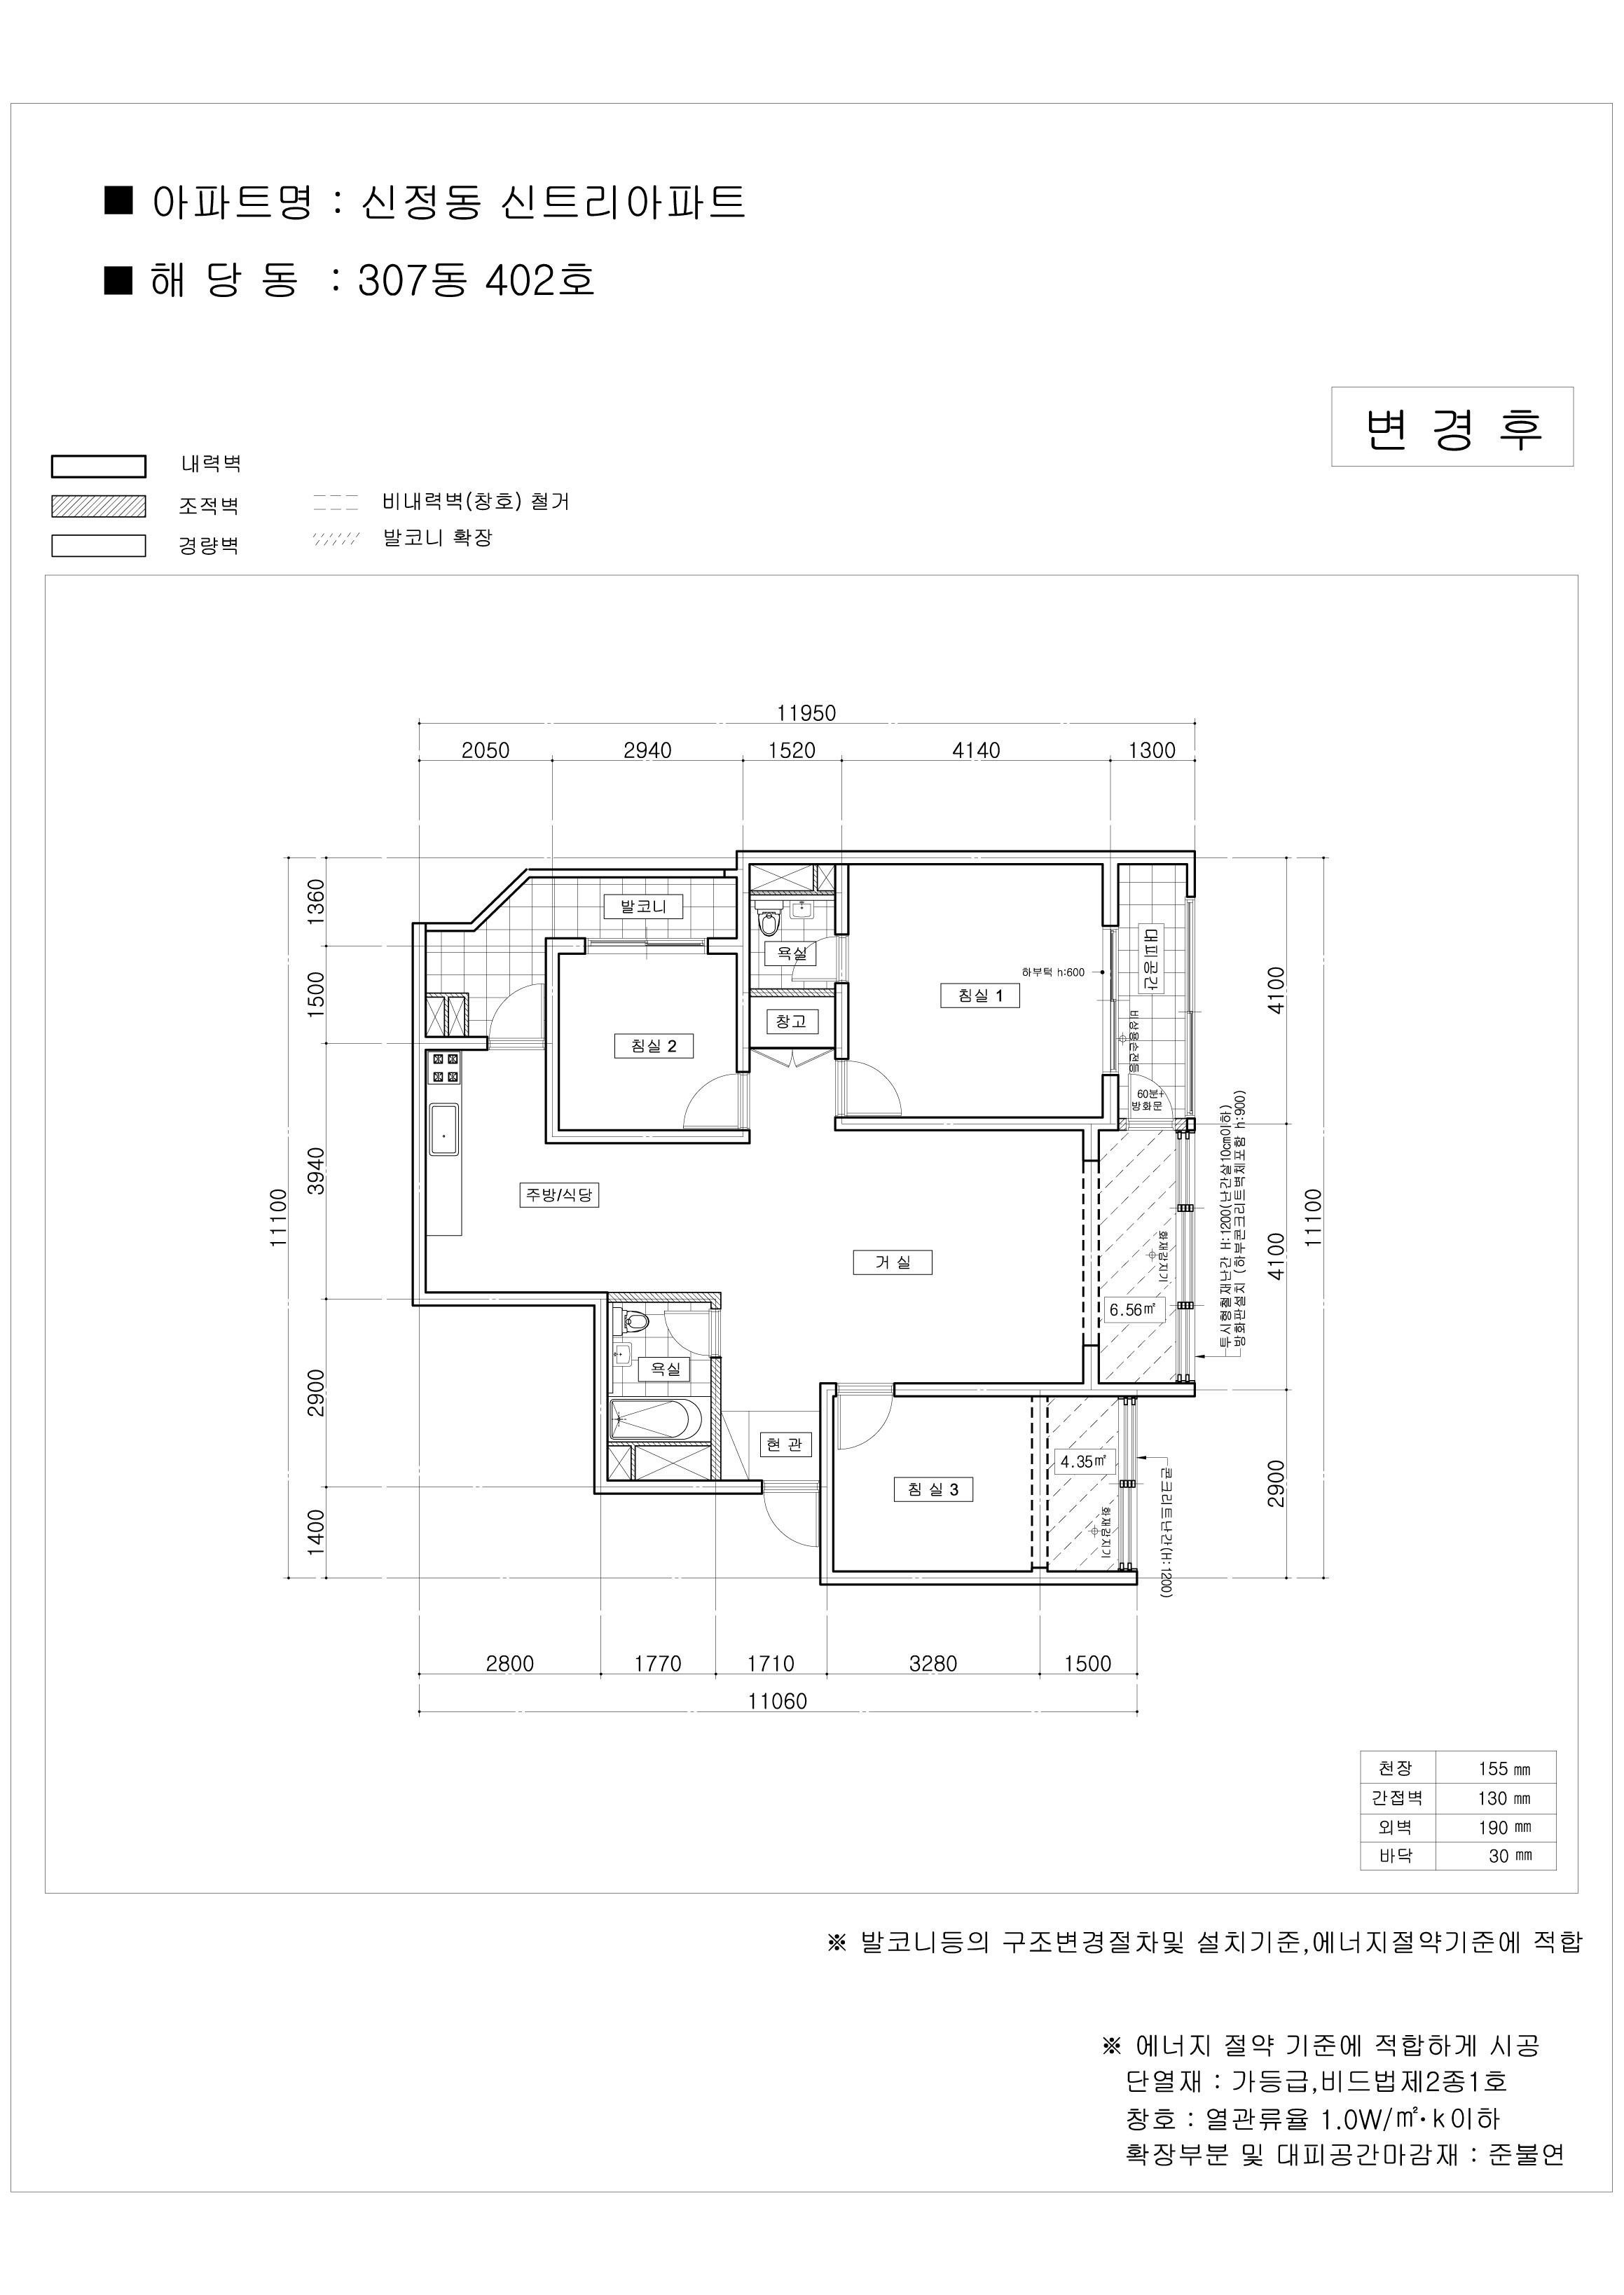 ■ 아파트명 : 신정동 신트리아파트
■ 해 당 동 : 307동 402호
변 경 후
내력벽
조적벽
경량벽
비내력벽(창호) 철거
발코니 확장
11950
2050 2940 1520 4140 1300
11100
1360
1500
3940
2900
1400
발코니
욕실
창고
침실 1
하부턱 h:600
대피공간
비상용손전등
60분+
방화문
침실 2
주방/식당
거 실
화재감지기
6.56㎡
투시형철재난간 H:1200(난간살10cm이하)
방화판설치 (하부콘크리트벽체포함 h:900)
욕실
현 관
침 실 3
4.35㎡
화재감지기
콘크리트난간(H:1200)
4100
4100
2900
11100
2800 1770 1710 3280 1500
11060
천장 155 ㎜
간접벽 130 ㎜
외벽 190 ㎜
바닥 30 ㎜
※ 발코니등의 구조변경절차및 설치기준,에너지절약기준에 적합
※ 에너지 절약 기준에 적합하게 시공
단열재 : 가등급,비드법제2종1호
창호 : 열관류율 1.0W/㎡·k이하
확장부분 및 대피공간마감재 : 준불연